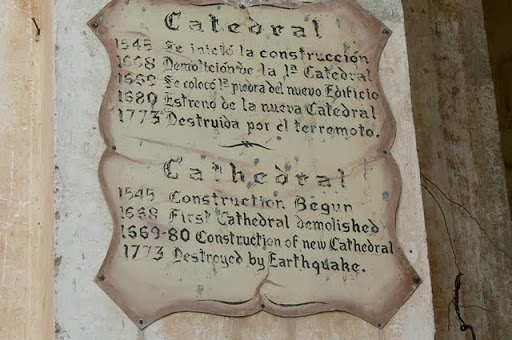 Catedral
1545 Se inició la construcción
1668 Demolición de la 1ª Catedral
1669 Se colocó 1ª piedra del nuevo Edificio
1680 Estreno de la nueva Catedral
1773 Destruida por el terremoto.
Cathedral
1545 Construction Begun
1668 First Cathedral demolished
1669-80 Construction of new Cathedral
1773 Destroyed by Earthquake.